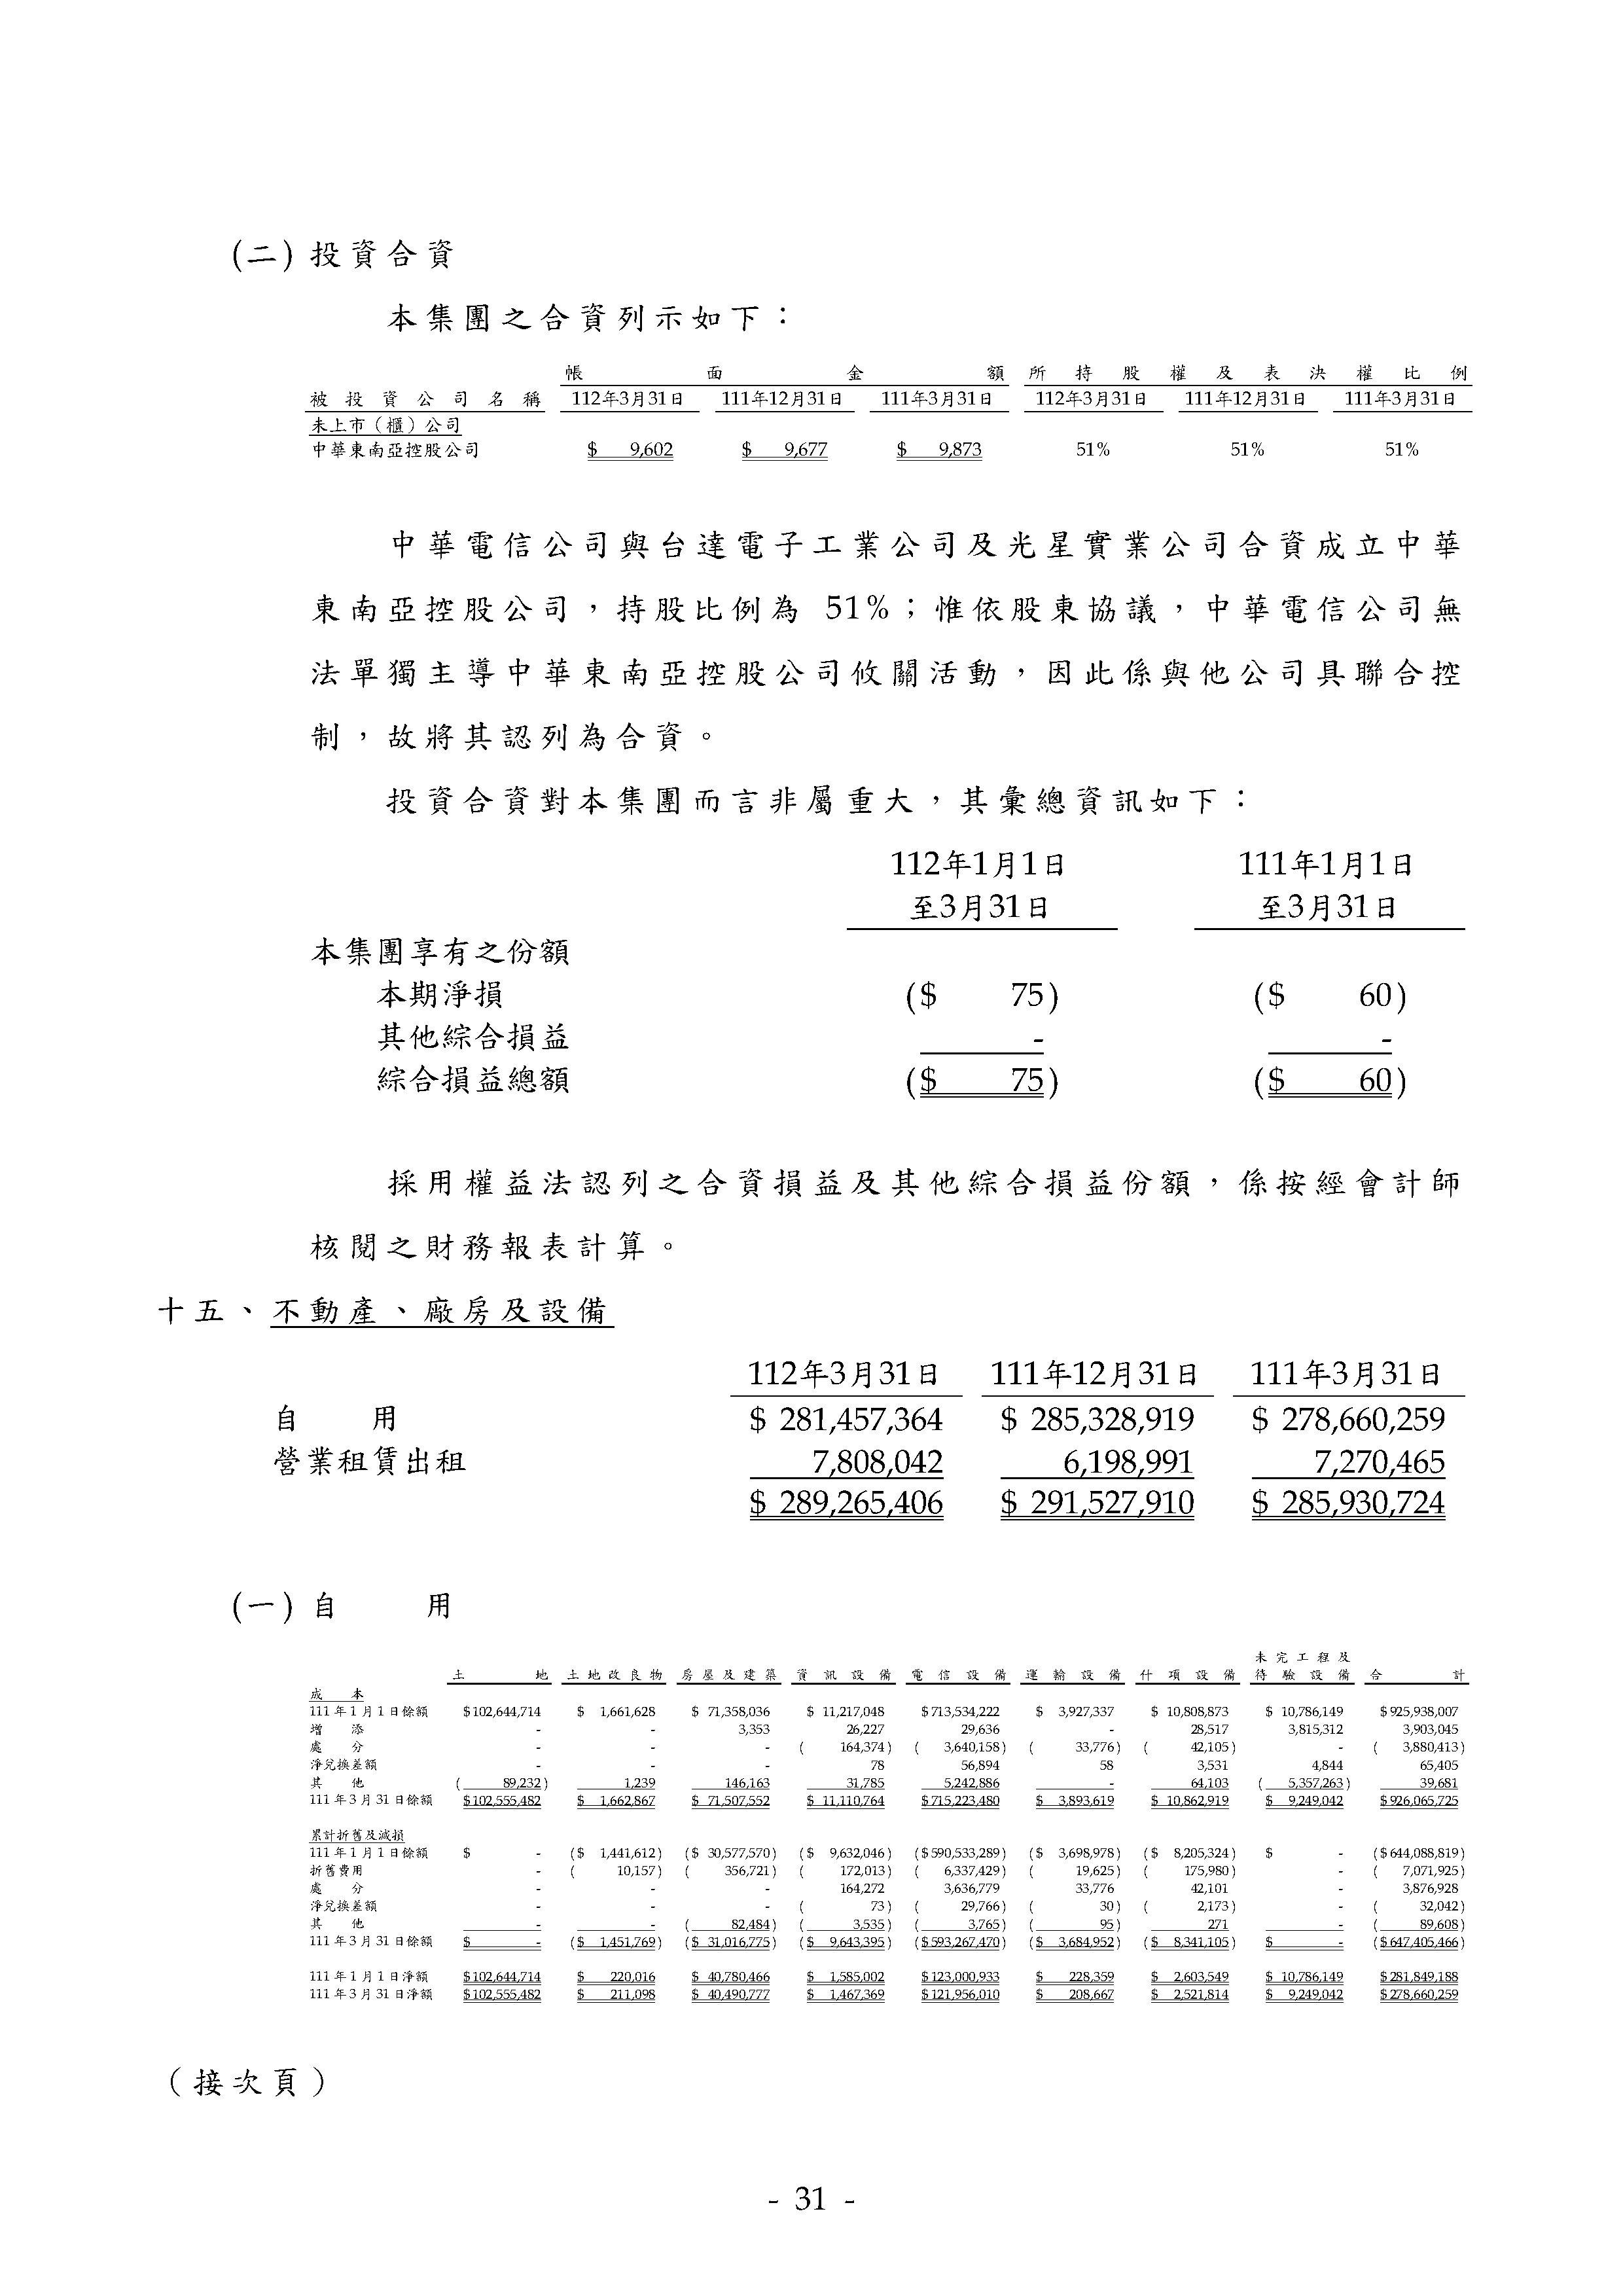 (二) 投資合資
本集團之合資列示如下：
帳面金額 所持股權及表決權比例
被投資公司名稱 112年3月31日 111年12月31日 111年3月31日 112年3月31日 111年12月31日 111年3月31日
未上市（櫃）公司
中華東南亞控股公司 $ 9,602 $ 9,677 $ 9,873 51% 51% 51%
中華電信公司與台達電子工業公司及光星實業公司合資成立中華
東南亞控股公司，持股比例為 51%；惟依股東協議，中華電信公司無
法單獨主導中華東南亞控股公司攸關活動，因此係與他公司具聯合控
制，故將其認列為合資。
投資合資對本集團而言非屬重大，其彙總資訊如下：
112年1月1日 111年1月1日
至3月31日 至3月31日
本集團享有之份額
本期淨損 ($ 75) ($ 60)
其他綜合損益 - -
綜合損益總額 ($ 75) ($ 60)
採用權益法認列之合資損益及其他綜合損益份額，係按經會計師
核閱之財務報表計算。
十五、不動產、廠房及設備
112年3月31日 111年12月31日 111年3月31日
自用 $ 281,457,364 $ 285,328,919 $ 278,660,259
營業租賃出租 7,808,042 6,198,991 7,270,465
$ 289,265,406 $ 291,527,910 $ 285,930,724
(一) 自用
未完工程及
土地 土地改良物 房屋及建築 資訊設備 電信設備 運輸設備 什項設備 待驗設備 合計
成本
111年1月1日餘額 $102,644,714 $ 1,661,628 $ 71,358,036 $ 11,217,048 $713,534,222 $ 3,927,337 $ 10,808,873 $ 10,786,149 $925,938,007
增添 - - 3,353 26,227 29,636 - 28,517 3,815,312 3,903,045
處分 - - - ( 164,374) ( 3,640,158) ( 33,776) ( 42,105) - ( 3,880,413)
淨兌換差額 - - - 78 56,894 58 3,531 4,844 65,405
其他 ( 89,232) 1,239 146,163 31,785 5,242,886 - 64,103 ( 5,357,263) 39,681
111年3月31日餘額 $102,555,482 $ 1,662,867 $ 71,507,552 $ 11,110,764 $715,223,480 $ 3,893,619 $ 10,862,919 $ 9,249,042 $926,065,725
累計折舊及減損
111年1月1日餘額 $ - ($ 1,441,612) ($ 30,577,570) ($ 9,632,046) ($590,533,289) ($ 3,698,978) ($ 8,205,324) $ - ($644,088,819)
折舊費用 - ( 10,157) ( 356,721) ( 172,013) ( 6,337,429) ( 19,625) ( 175,980) - ( 7,071,925)
處分 - - - 164,272 3,636,779 33,776 42,101 - 3,876,928
淨兌換差額 - - - ( 73) ( 29,766) ( 30) ( 2,173) - ( 32,042)
其他 - - ( 82,484) ( 3,535) ( 3,765) ( 95) 271 - ( 89,608)
111年3月31日餘額 $ - ($ 1,451,769) ($ 31,016,775) ($ 9,643,395) ($593,267,470) ($ 3,684,952) ($ 8,341,105) $ - ($647,405,466)
111年1月1日淨額 $102,644,714 $ 220,016 $ 40,780,466 $ 1,585,002 $123,000,933 $ 228,359 $ 2,603,549 $ 10,786,149 $281,849,188
111年3月31日淨額 $102,555,482 $ 211,098 $ 40,490,777 $ 1,467,369 $121,956,010 $ 208,667 $ 2,521,814 $ 9,249,042 $278,660,259
（接次頁）
- 31 -